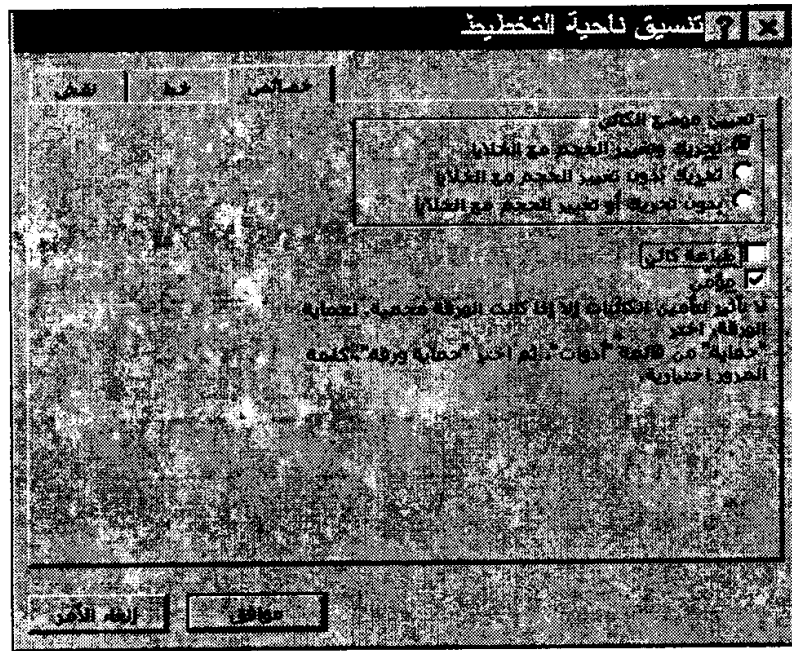 تنسيق ناحية التخطيط
خصائص
خط
نقش
تعيين موضع الكائن
تحريك وتغيير الحجم مع الخلايا
تحريك بدون تغيير الحجم مع الخلايا
بدون تحريك أو تغيير الحجم مع الخلايا
طباعة كائن
مؤمن
لا تأثير لتأمين الكائنات إلا إذا كانت الورقة محمية. لحماية
الورقة، اختر
"حماية" من قائمة "أدوات"، ثم اختر "حماية ورقة". كلمة
المرور اختيارية.
موافق
إلغاء الأمر